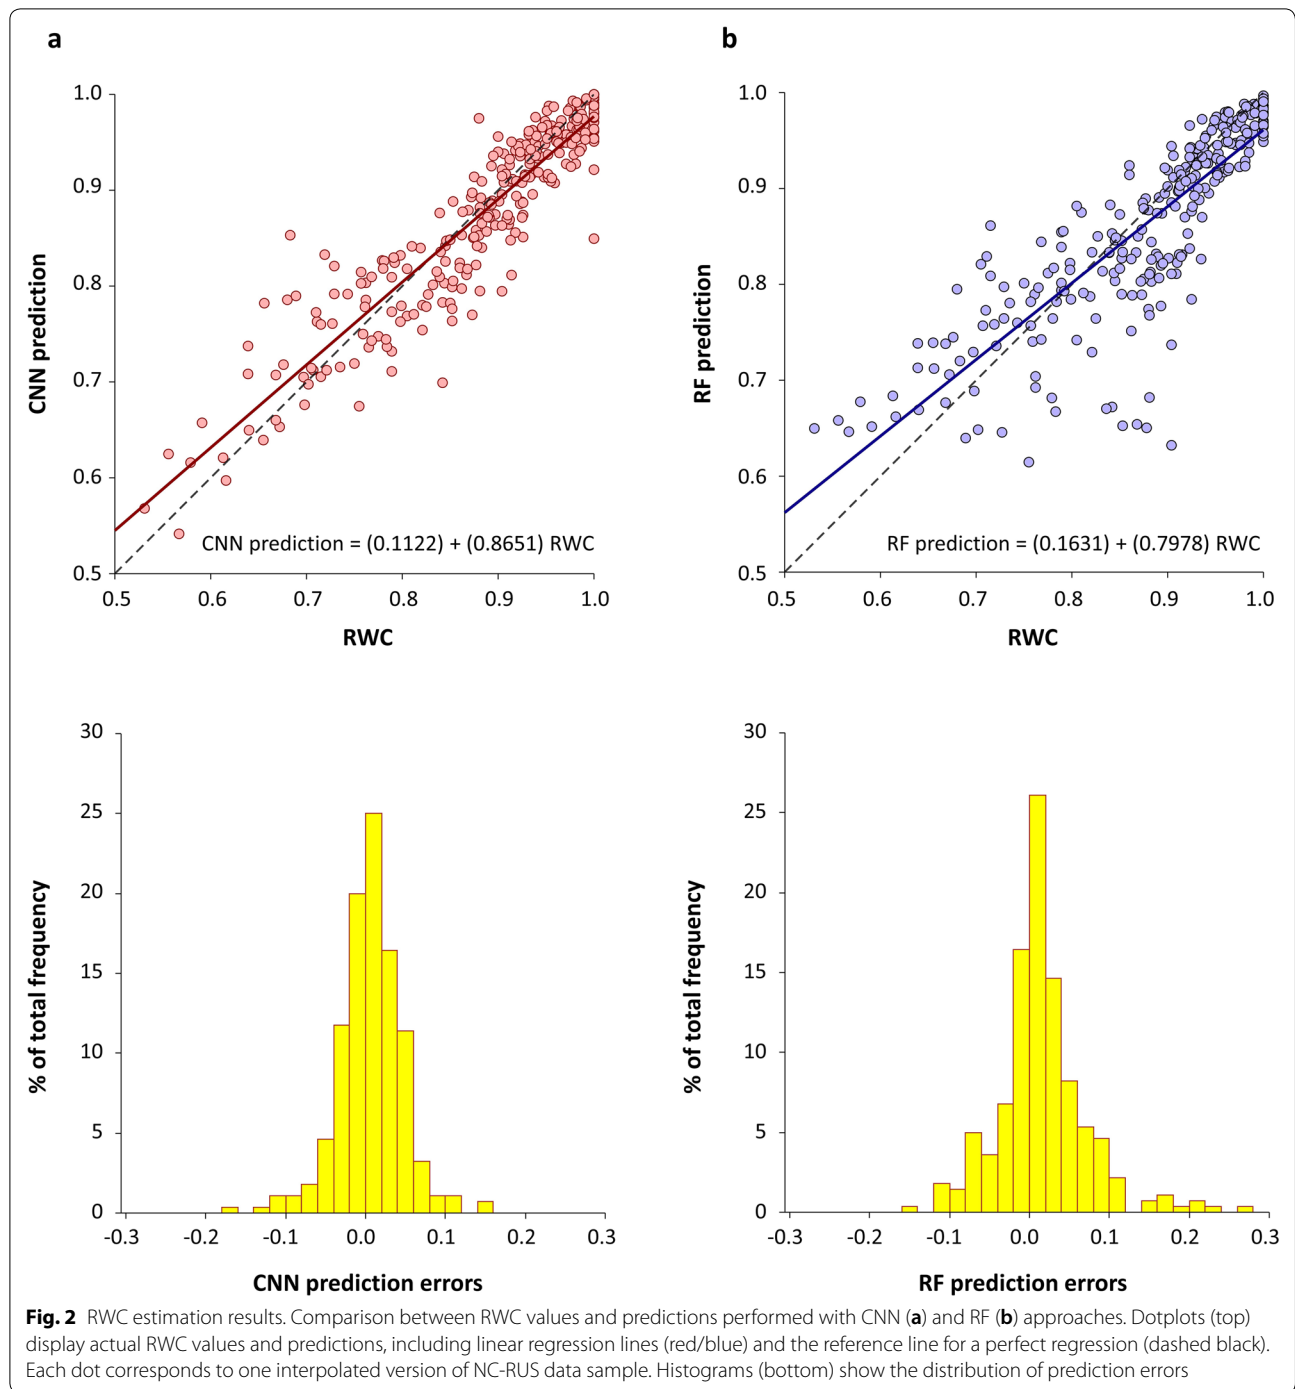 a
1.0
0.9
0.8
0.7
0.6
0.5
CNN prediction
CNN prediction = (0.1122) + (0.8651) RWC
0.5 0.6 0.7 0.8 0.9 1.0
RWC
b
1.0
0.9
0.8
0.7
0.6
0.5
RF prediction
RF prediction = (0.1631) + (0.7978) RWC
0.5 0.6 0.7 0.8 0.9 1.0
RWC
30
25
20
15
10
5
0
% of total frequency
-0.3 -0.2 -0.1 0.0 0.1 0.2 0.3
CNN prediction errors
30
25
20
15
10
5
0
% of total frequency
-0.3 -0.2 -0.1 0.0 0.1 0.2 0.3
RF prediction errors
Fig. 2 RWC estimation results. Comparison between RWC values and predictions performed with CNN (a) and RF (b) approaches. Dotplots (top)
display actual RWC values and predictions, including linear regression lines (red/blue) and the reference line for a perfect regression (dashed black).
Each dot corresponds to one interpolated version of NC-RUS data sample. Histograms (bottom) show the distribution of prediction errors